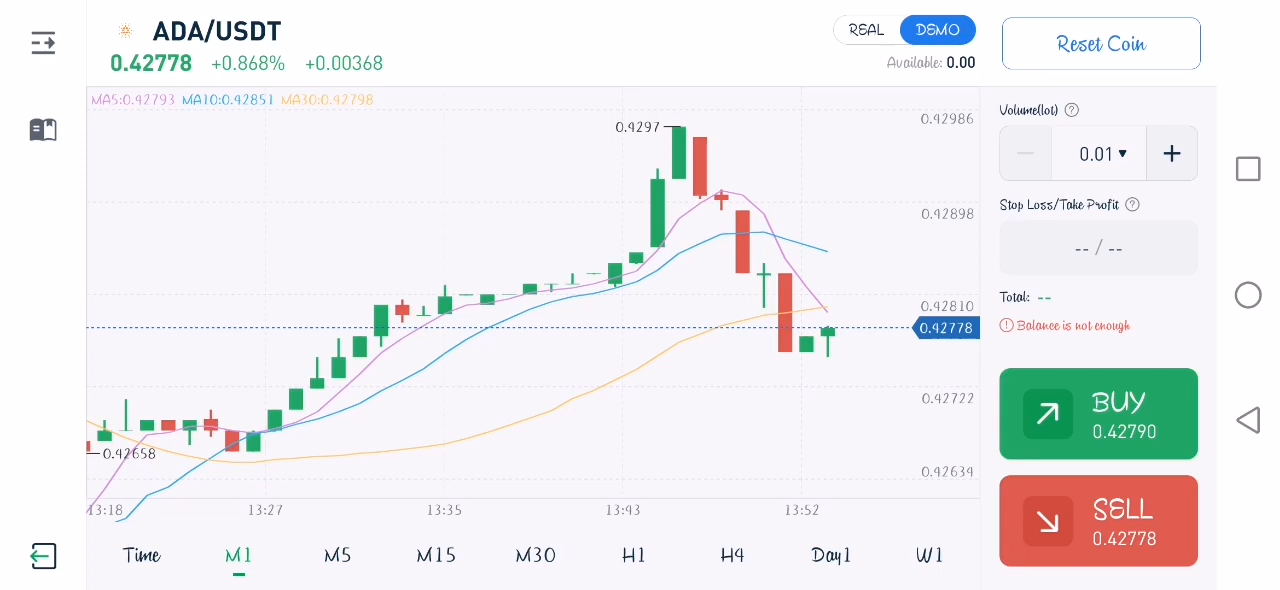 ADA/USDT
0.42778 +0.868% +0.00368
REAL DEMO
Available: 0.00
Reset Coin
MA5:0.42793 MA10:0.42851 MA30:0.42798
0.4297
0.42986
0.42898
0.42810
0.42778
0.42722
0.42634
0.42658
13:18 13:27 13:35 13:43 13:52
Time M1 M5 M15 M30 H1 H4 Day1 W1
Volume(lot) ?
0.01
Stop Loss/Take Profit ?
-- / --
Total: --
Balance is not enough
BUY
0.42790
SELL
0.42778